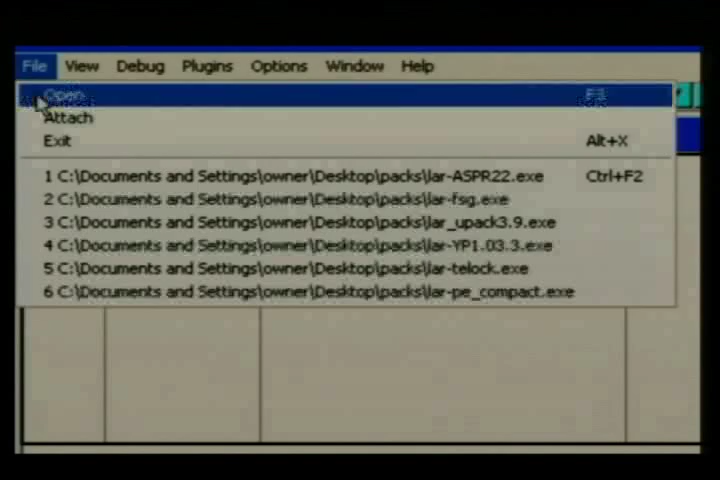 File View Debug Plugins Options Window Help
Open F3
Attach
Exit Alt+X
1 C:\Documents and Settings\owner\Desktop\packs\lar-ASPR22.exe Ctrl+F2
2 C:\Documents and Settings\owner\Desktop\packs\lar-fsg.exe
3 C:\Documents and Settings\owner\Desktop\packs\lar_upack3.9.exe
4 C:\Documents and Settings\owner\Desktop\packs\lar-YP1.03.3.exe
5 C:\Documents and Settings\owner\Desktop\packs\lar-telock.exe
6 C:\Documents and Settings\owner\Desktop\packs\lar-pe_compact.exe